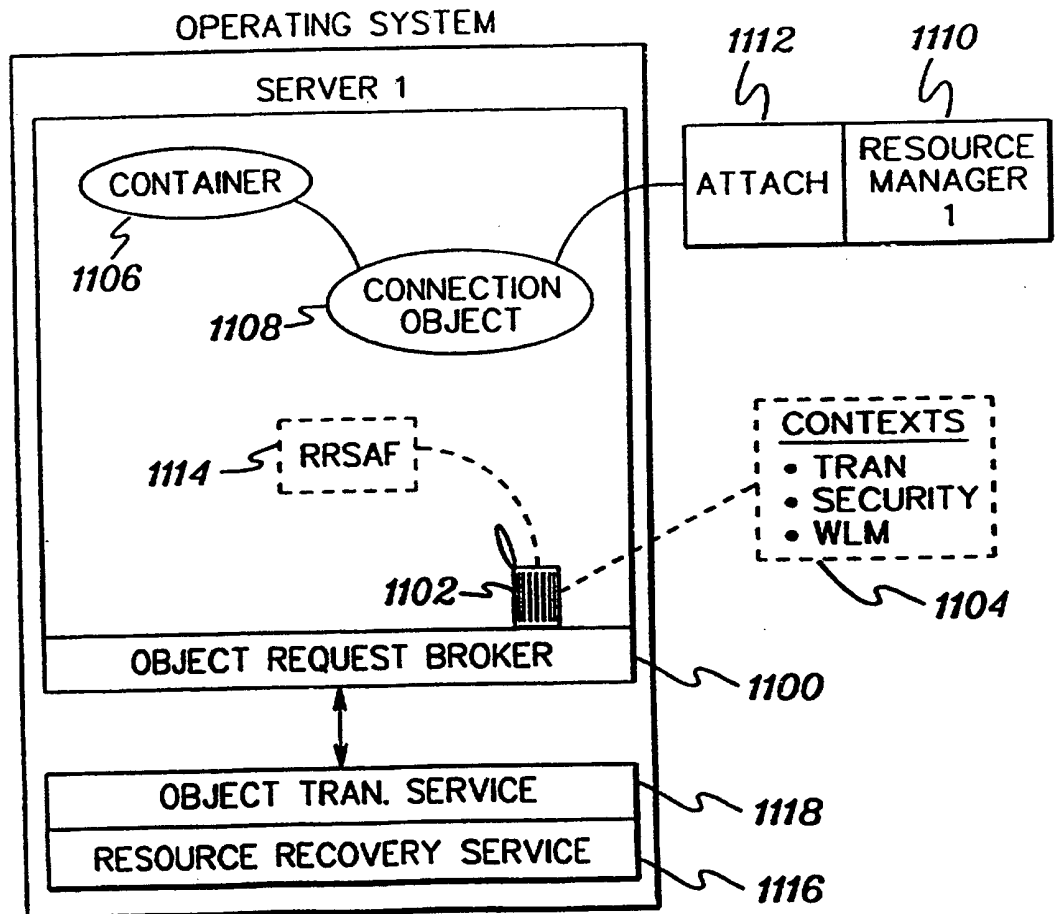 OPERATING SYSTEM
SERVER 1
1112
1110
CONTAINER
1106
ATTACH
RESOURCE
MANAGER
1
CONNECTION
OBJECT
1108
RRSAF
1114
CONTEXTS
• TRAN
• SECURITY
• WLM
1104
1102
OBJECT REQUEST BROKER
1100
OBJECT TRAN. SERVICE
1118
RESOURCE RECOVERY SERVICE
1116